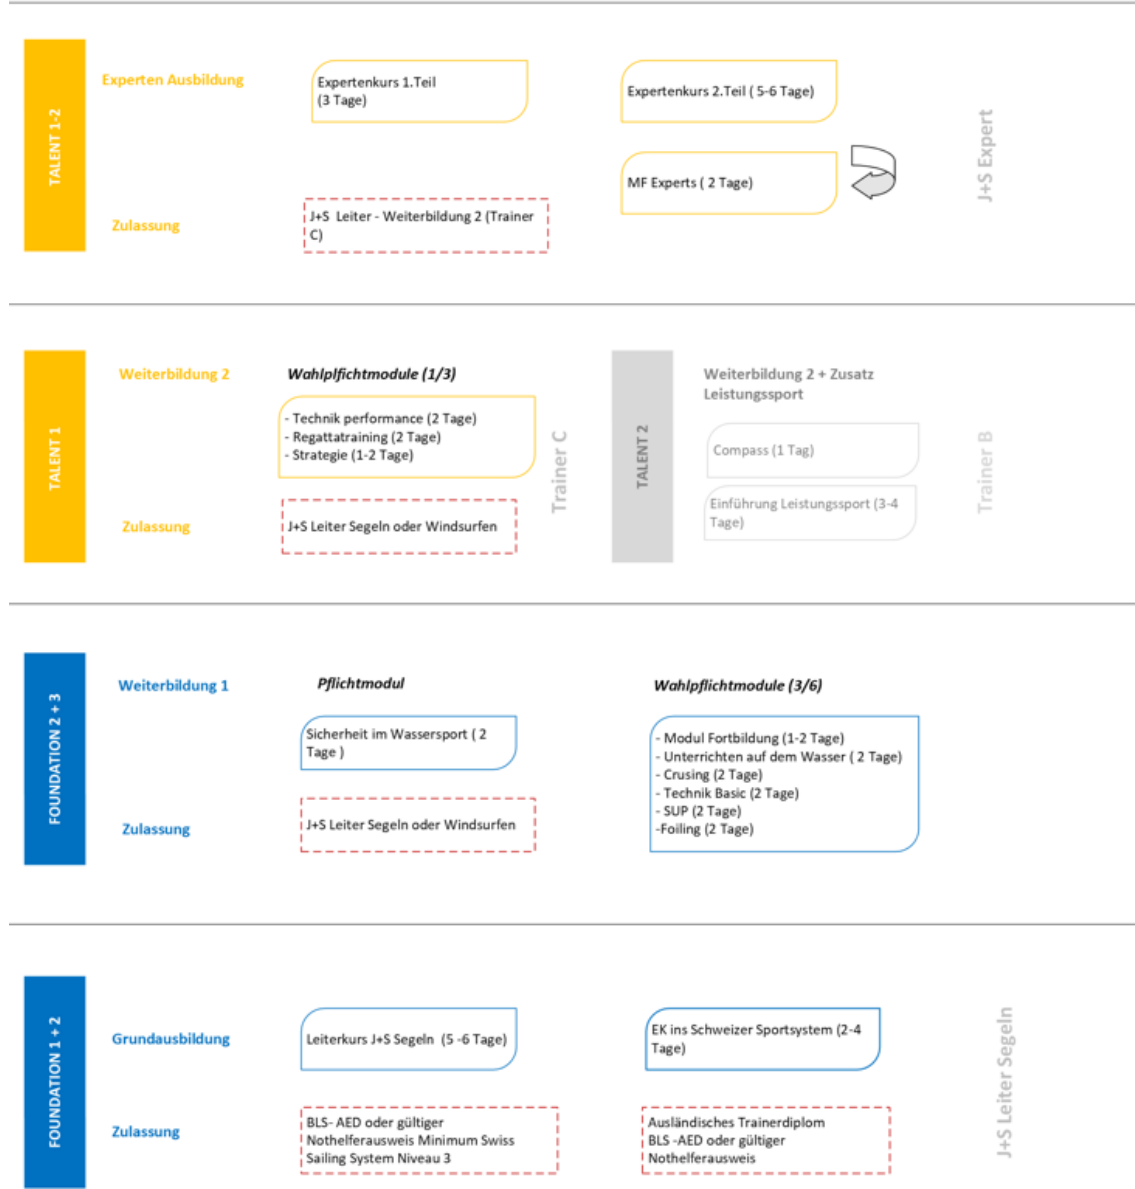 TALENT 1-2
Experten Ausbildung
Expertenkurs 1.Teil
(3 Tage)
Expertenkurs 2.Teil ( 5-6 Tage)
MF Experts ( 2 Tage)
J+S Expert
Zulassung
J+S  Leiter - Weiterbildung 2 (Trainer
C)
TALENT 1
Weiterbildung 2
Wahlplfichtmodule (1/3)
- Technik performance (2 Tage)
- Regattatraining (2 Tage)
- Strategie (1-2 Tage)
Zulassung
J+S Leiter Segeln oder Windsurfen
Trainer C
TALENT 2
Weiterbildung 2 + Zusatz
Leistungssport
Compass (1 Tag)
Einführung Leistungssport (3-4
Tage)
Trainer B
FOUNDATION 2 + 3
Weiterbildung 1
Pflichtmodul
Sicherheit im Wassersport ( 2
Tage )
Zulassung
J+S Leiter Segeln oder Windsurfen
Wahlpflichtmodule (3/6)
- Modul Fortbildung (1-2 Tage)
- Unterrichten auf dem Wasser ( 2 Tage)
- Crusing (2 Tage)
- Technik Basic (2 Tage)
- SUP (2 Tage)
-Foiling (2 Tage)
FOUNDATION 1 + 2
Grundausbildung
Leiterkurs J+S Segeln  (5 -6 Tage)
EK ins Schweizer Sportsystem (2-4
Tage)
Zulassung
BLS- AED oder gültiger
Nothelferausweis Minimum Swiss
Sailing System Niveau 3
Ausländisches Trainerdiplom
BLS -AED oder gültiger
Nothelferausweis
J+S Leiter Segeln